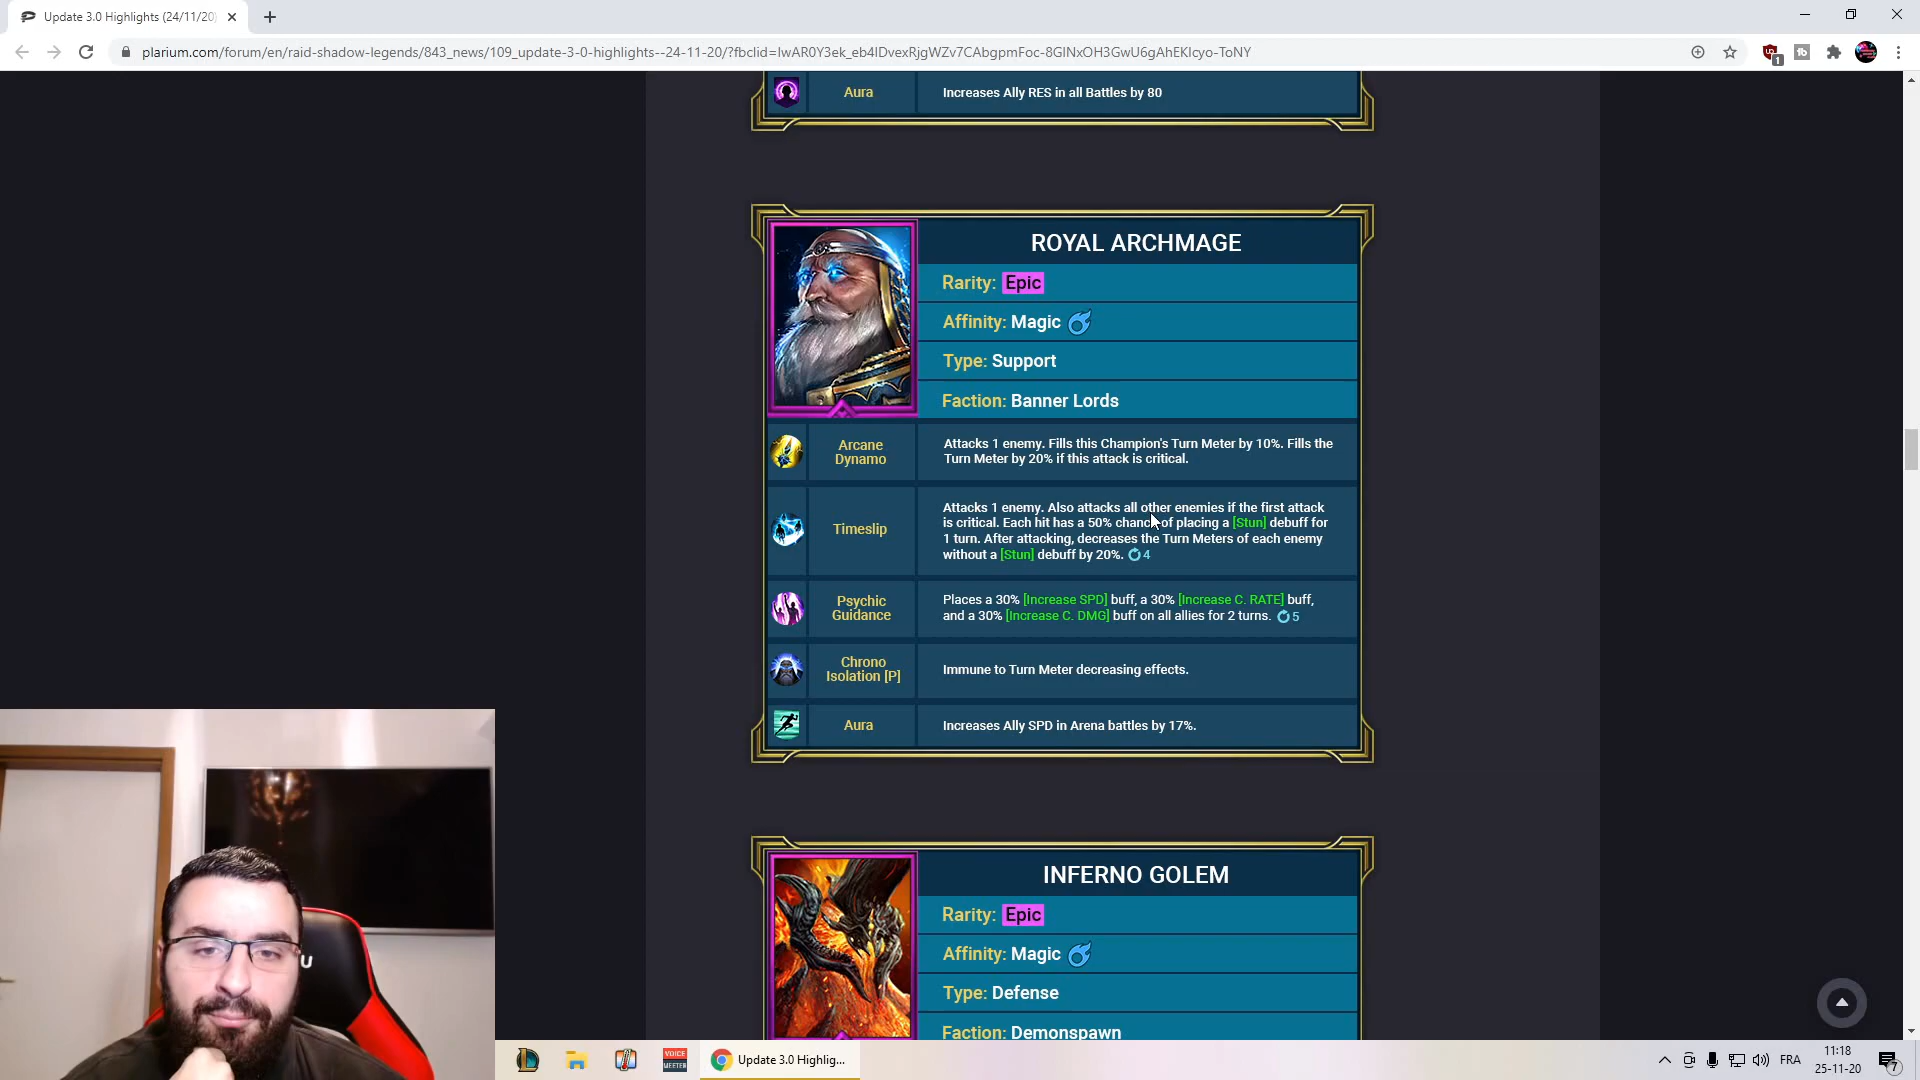 Update 3.0 Highlights (24/11/20)
plarium.com/forum/en/raid-shadow-legends/843_news/109_update-3-0-highlights--24-11-20/?fbclid=IwAR0Y3ek_eb4IDvexRjgWZv7CAbgpmFoc-8GlNxOH3GwU6gAhEKlcyo-ToNY
1
Aura
Increases Ally RES in all Battles by 80
ROYAL ARCHMAGE
Rarity: Epic
Affinity: Magic
Type: Support
Faction: Banner Lords
Arcane Dynamo
Attacks 1 enemy. Fills this Champion's Turn Meter by 10%. Fills the
Turn Meter by 20% if this attack is critical.
Timeslip
Attacks 1 enemy. Also attacks all other enemies if the first attack
is critical. Each hit has a 50% chance of placing a [Stun] debuff for
1 turn. After attacking, decreases the Turn Meters of each enemy
without a [Stun] debuff by 20%. 4
Psychic Guidance
Places a 30% [Increase SPD] buff, a 30% [Increase C. RATE] buff,
and a 30% [Increase C. DMG] buff on all allies for 2 turns. 5
Chrono Isolation [P]
Immune to Turn Meter decreasing effects.
Aura
Increases Ally SPD in Arena battles by 17%.
INFERNO GOLEM
Rarity: Epic
Affinity: Magic
Type: Defense
Faction: Demonspawn
U
VOICE
MEETER
Update 3.0 Highlig...
FRA
11:18
25-11-20
7